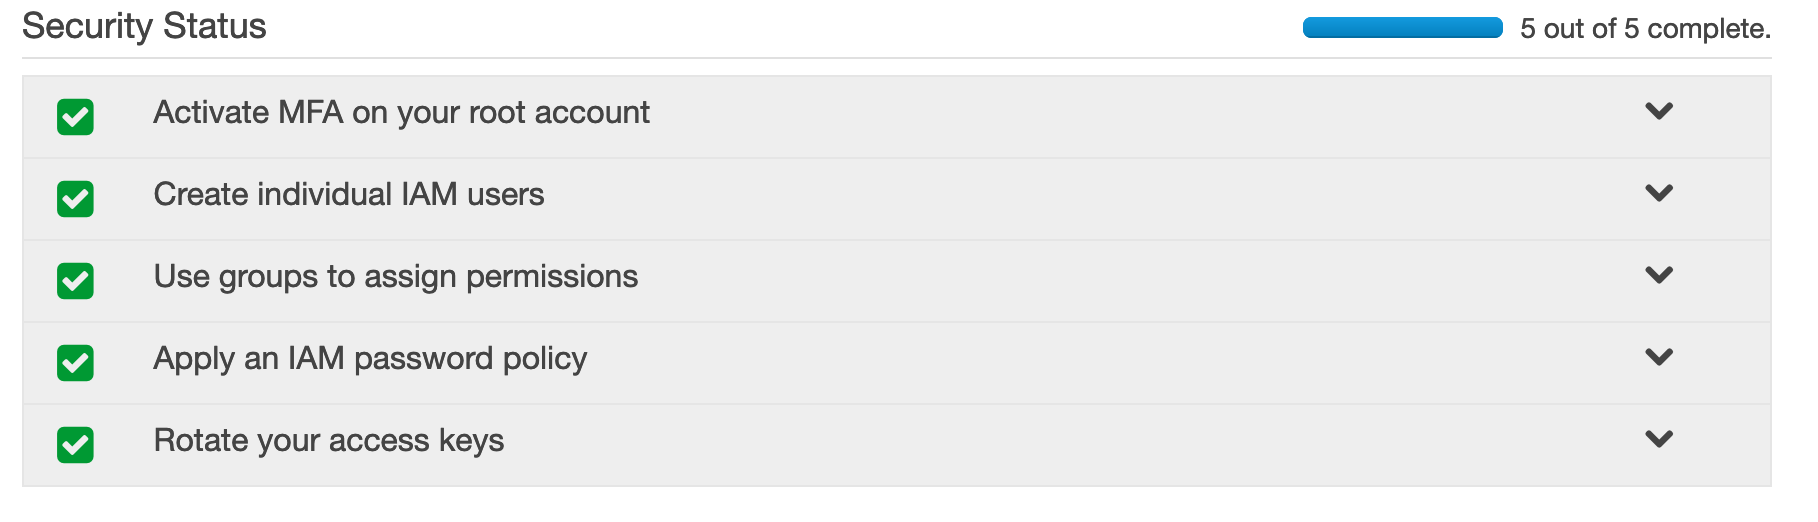 Security Status
5 out of 5 complete.
Activate MFA on your root account
Create individual IAM users
Use groups to assign permissions
Apply an IAM password policy
Rotate your access keys